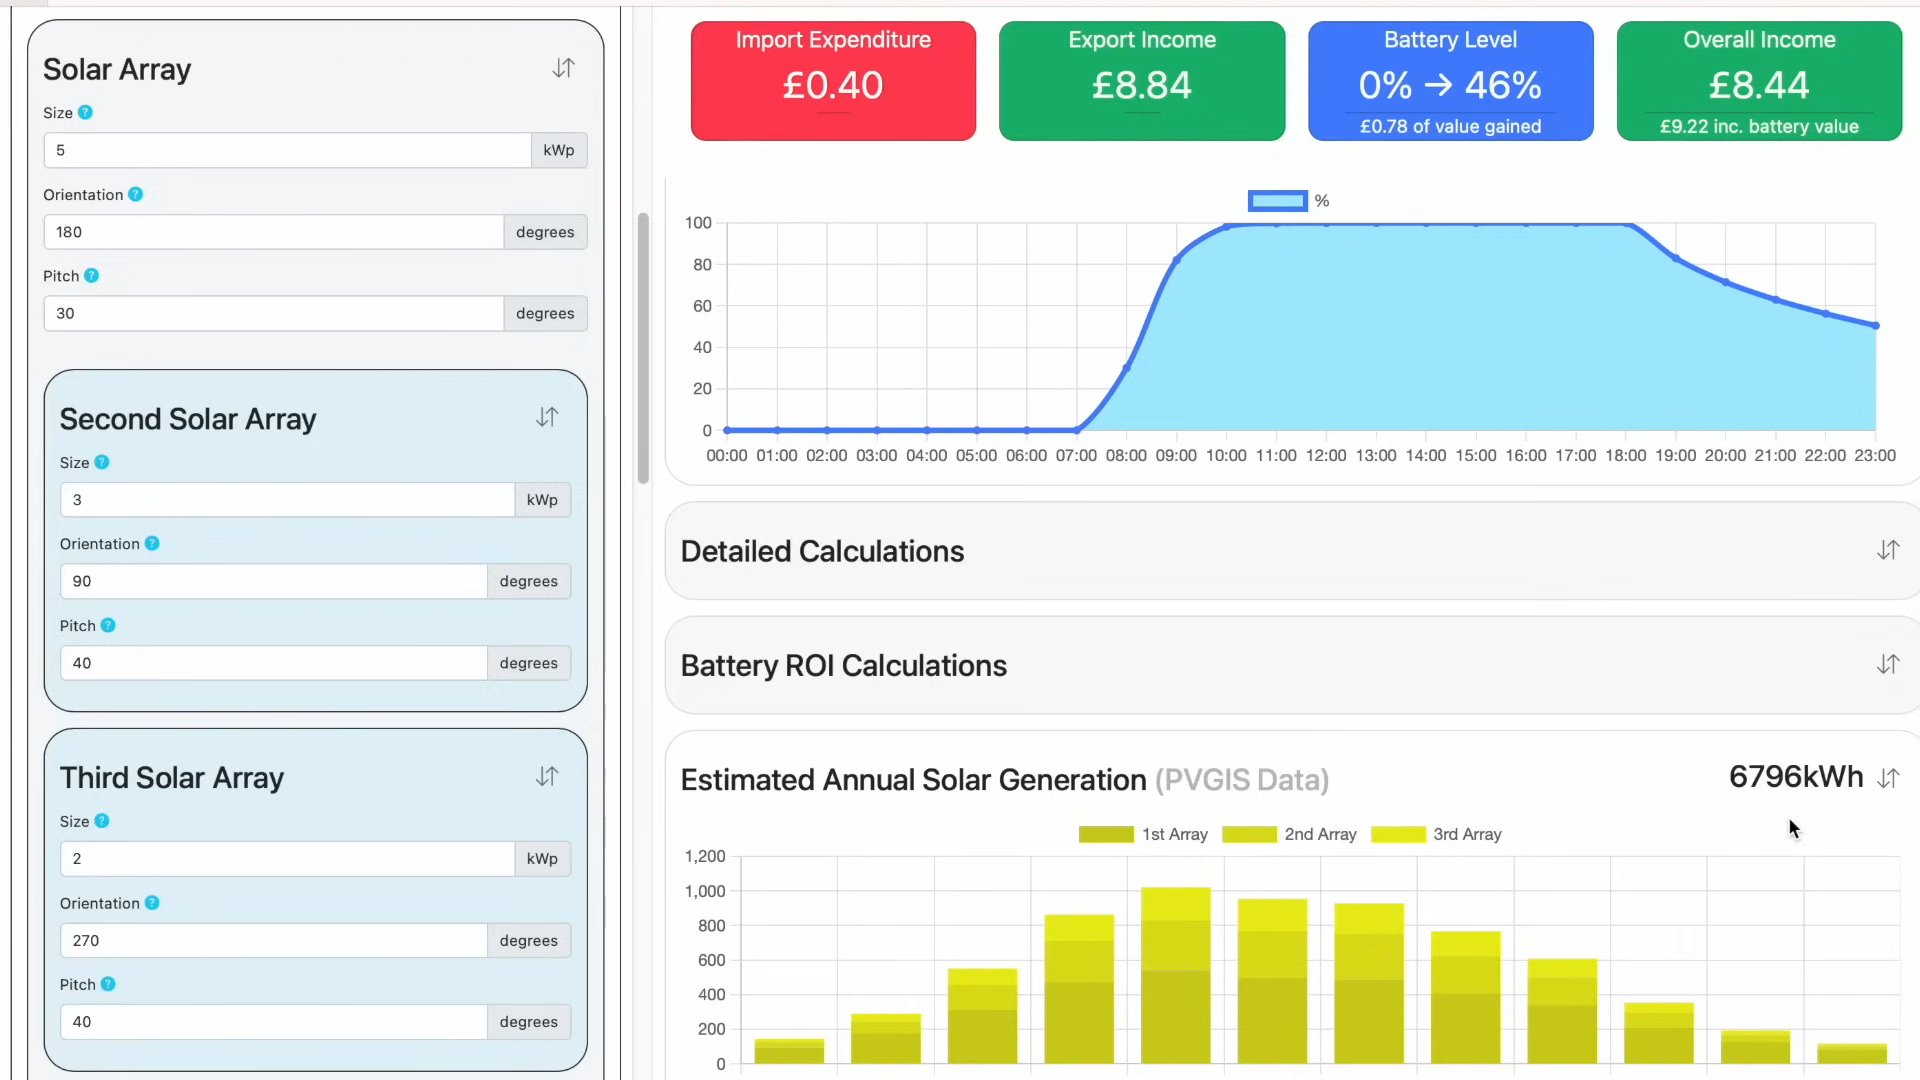 Solar Array
Size ?
5 kWp
Orientation ?
180 degrees
Pitch ?
30 degrees
Second Solar Array
Size ?
3 kWp
Orientation ?
90 degrees
Pitch ?
40 degrees
Third Solar Array
Size ?
2 kWp
Orientation ?
270 degrees
Pitch ?
40 degrees
Import Expenditure
£0.40
Export Income
£8.84
Battery Level
0% → 46%
£0.78 of value gained
Overall Income
£8.44
£9.22 inc. battery value
%
100
80
60
40
20
0
00:00 01:00 02:00 03:00 04:00 05:00 06:00 07:00 08:00 09:00 10:00 11:00 12:00 13:00 14:00 15:00 16:00 17:00 18:00 19:00 20:00 21:00 22:00 23:00
Detailed Calculations
Battery ROI Calculations
Estimated Annual Solar Generation (PVGIS Data) 6796kWh
1st Array 2nd Array 3rd Array
1,200
1,000
800
600
400
200
0